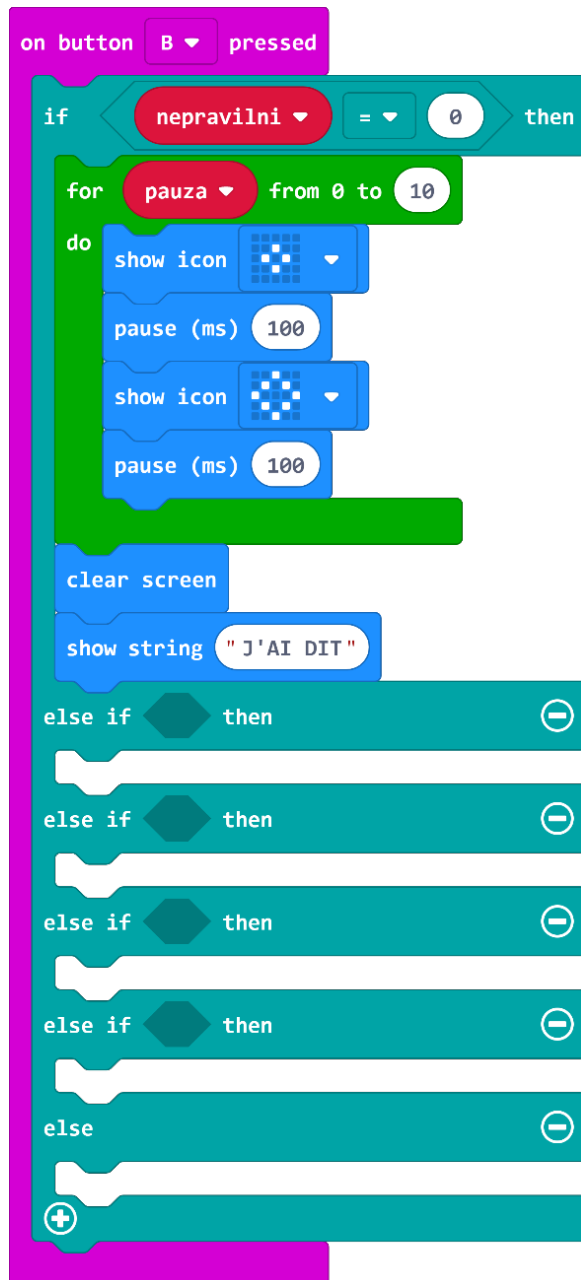 on button B pressed
if nepravilni = 0 then
for pauza from 0 to 10
do
show icon
pause (ms) 100
show icon
pause (ms) 100
clear screen
show string "J'AI DIT"
else if then
else if then
else if then
else if then
else